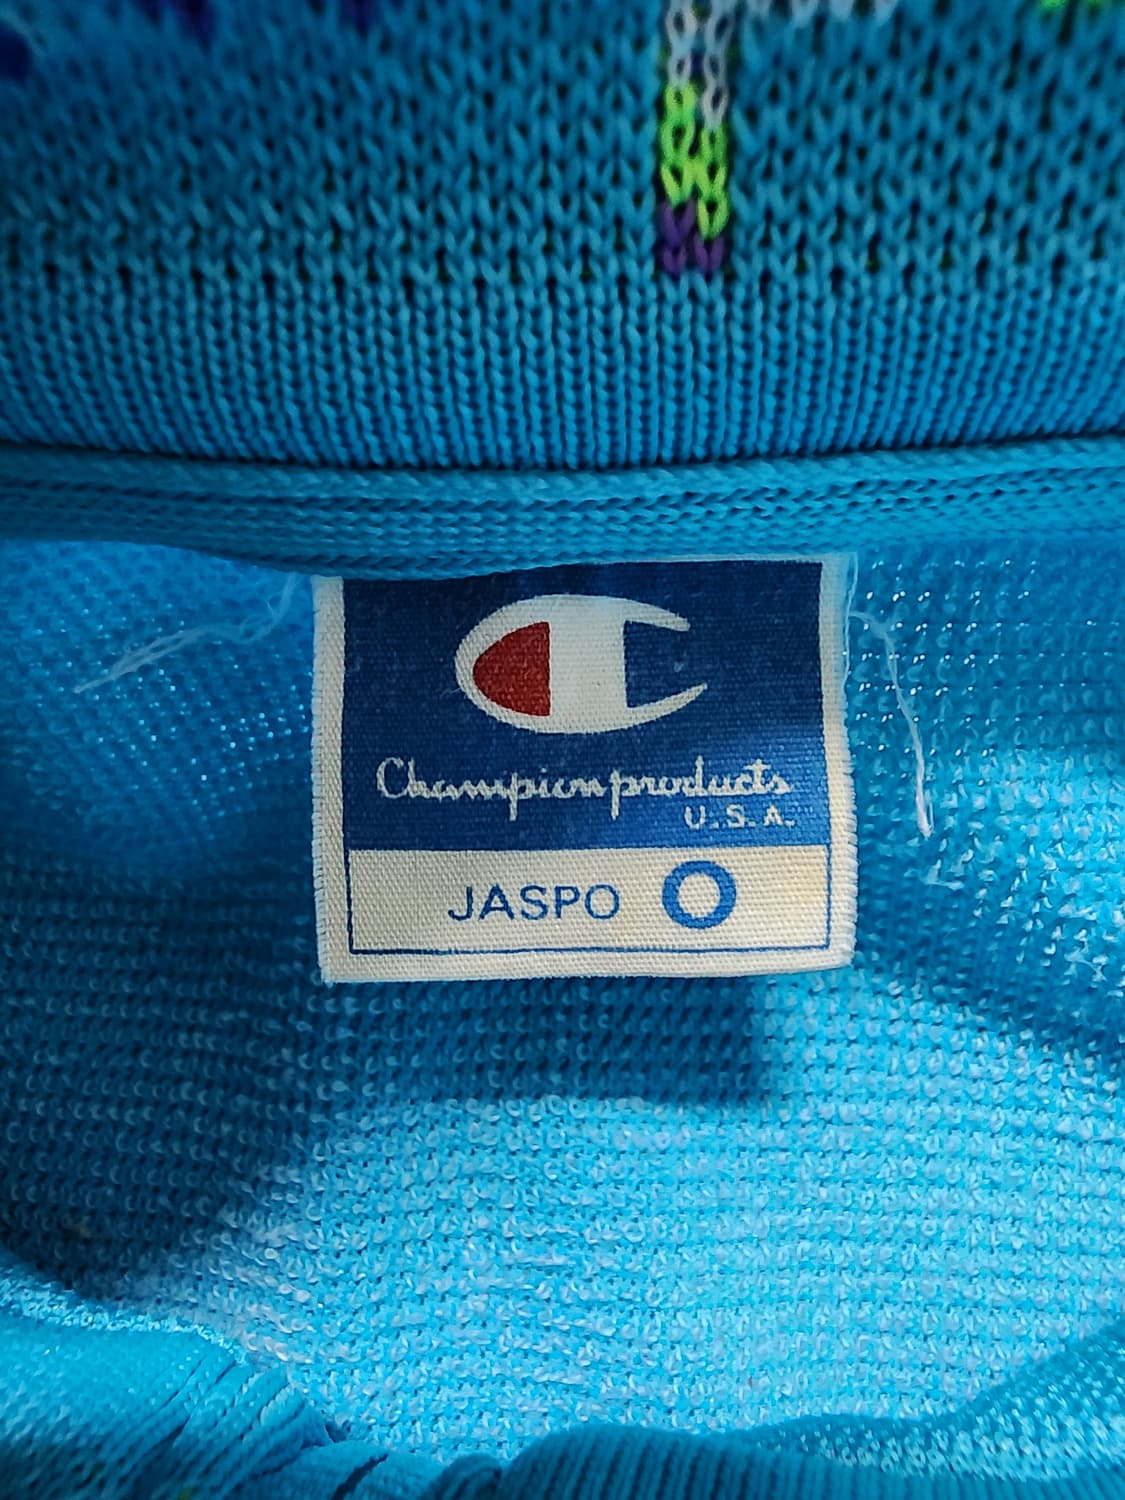 Champion products
U.S.A.
JASPO O